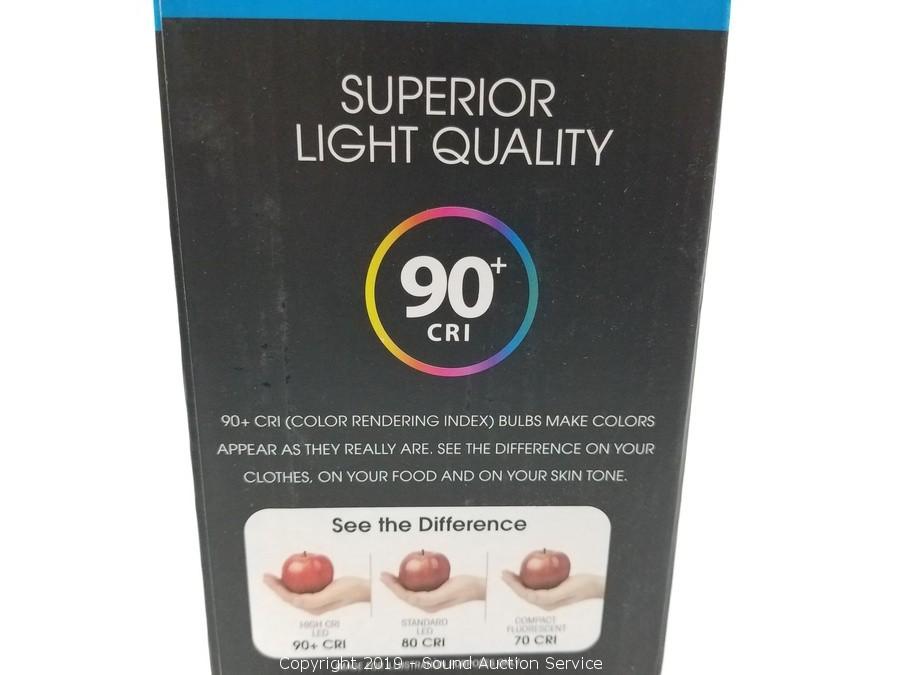 SUPERIOR
LIGHT QUALITY
90+
CRI
90+ CRI (COLOR RENDERING INDEX) BULBS MAKE COLORS
APPEAR AS THEY REALLY ARE. SEE THE DIFFERENCE ON YOUR
CLOTHES, ON YOUR FOOD AND ON YOUR SKIN TONE.
See the Difference
HIGH CRI
LED
90+ CRI
STANDARD
LED
80 CRI
COMPACT
FLUORESCENT
70 CRI
Copyright 2019 - Sound Auction Service